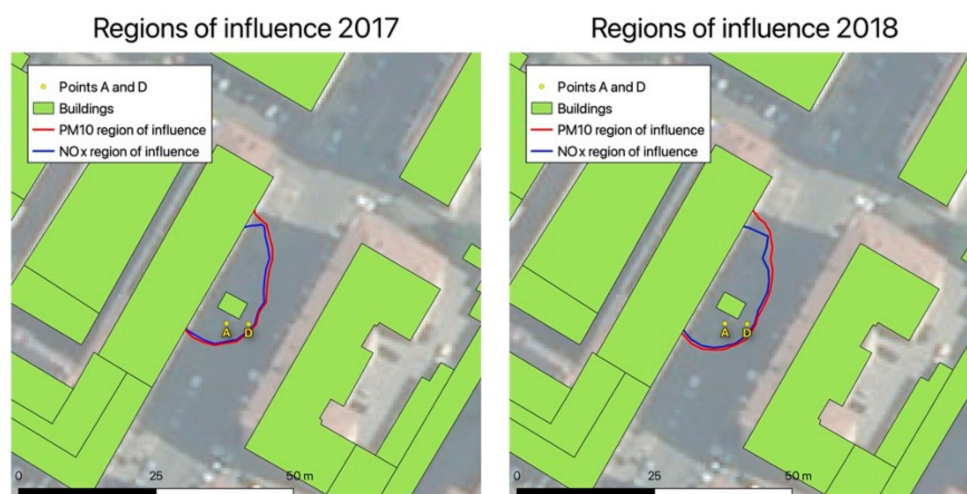 Regions of influence 2017
Points A and D
Buildings
PM10 region of influence
NOx region of influence
A
D
0
25
50 m
Regions of influence 2018
Points A and D
Buildings
PM10 region of influence
NOx region of influence
A
D
0
25
50 m